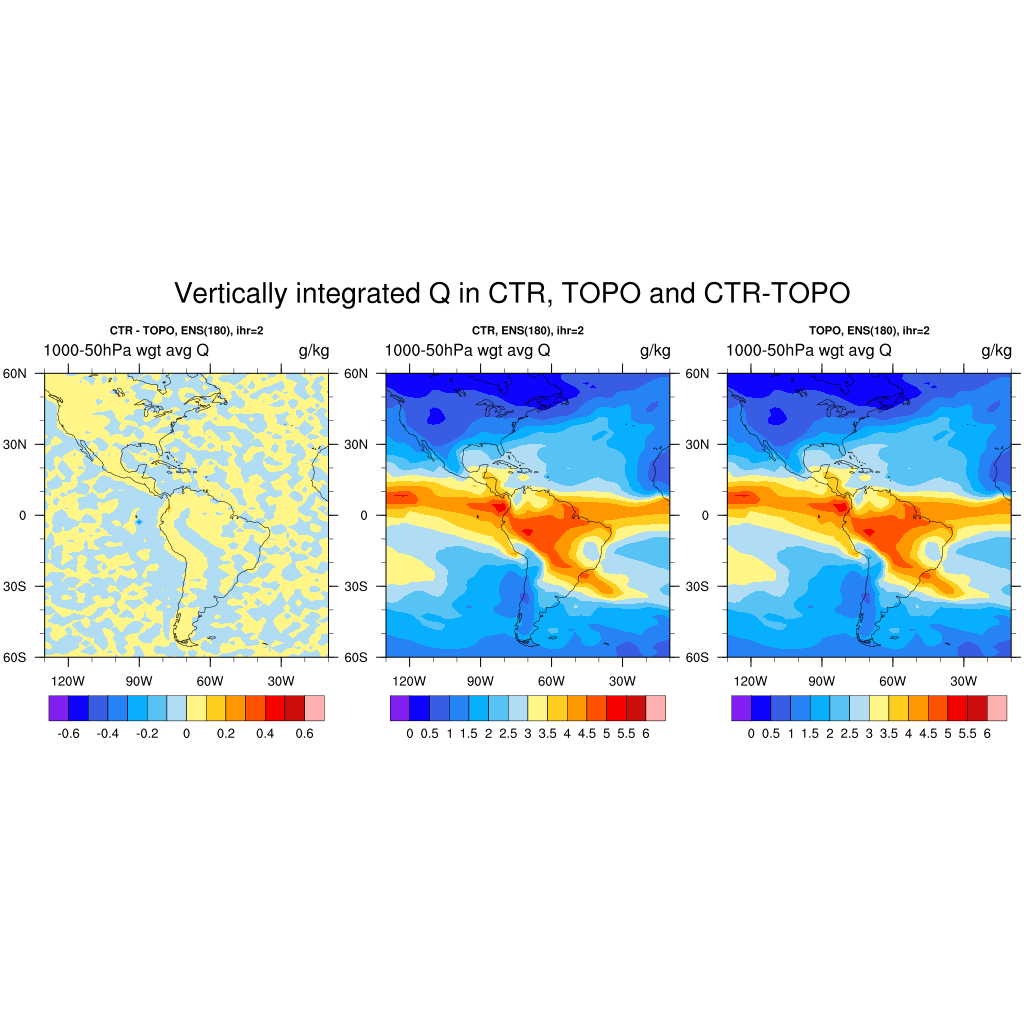 Vertically integrated Q in CTR, TOPO and CTR-TOPO
CTR - TOPO, ENS(180), ihr=2
1000-50hPa wgt avg Q g/kg
60N
30N
0
30S
60S
120W 90W 60W 30W
-0.6 -0.4 -0.2 0 0.2 0.4 0.6
CTR, ENS(180), ihr=2
1000-50hPa wgt avg Q g/kg
60N
30N
0
30S
60S
120W 90W 60W 30W
0 0.5 1 1.5 2 2.5 3 3.5 4 4.5 5 5.5 6
TOPO, ENS(180), ihr=2
1000-50hPa wgt avg Q g/kg
60N
30N
0
30S
60S
120W 90W 60W 30W
0 0.5 1 1.5 2 2.5 3 3.5 4 4.5 5 5.5 6